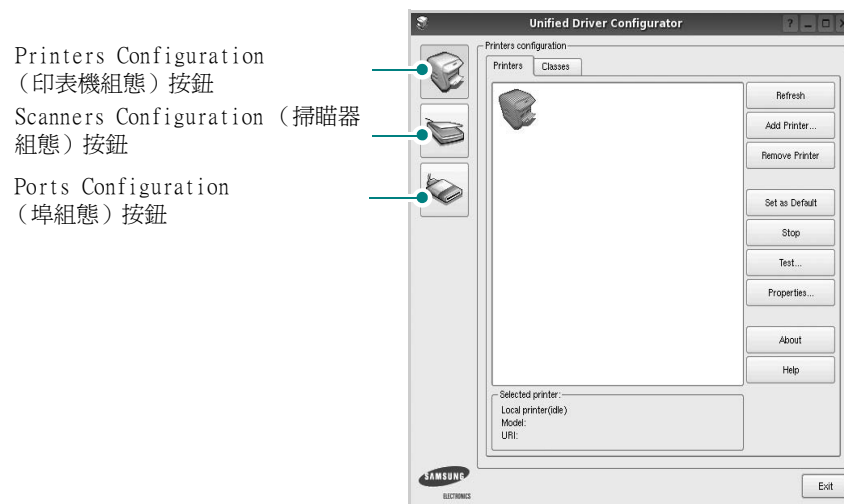 Printers Configuration
（印表機組態）按鈕
Scanners Configuration（掃瞄器
組態）按鈕
Ports Configuration
（埠組態）按鈕
Unified Driver Configurator
Printers configuration
Printers
Classes
Refresh
Add Printer...
Remove Printer
Set as Default
Stop
Test...
Properties...
About
Help
Selected printer:
Local printer(idle)
Model:
URI:
SAMSUNG
ELECTRONICS
Exit